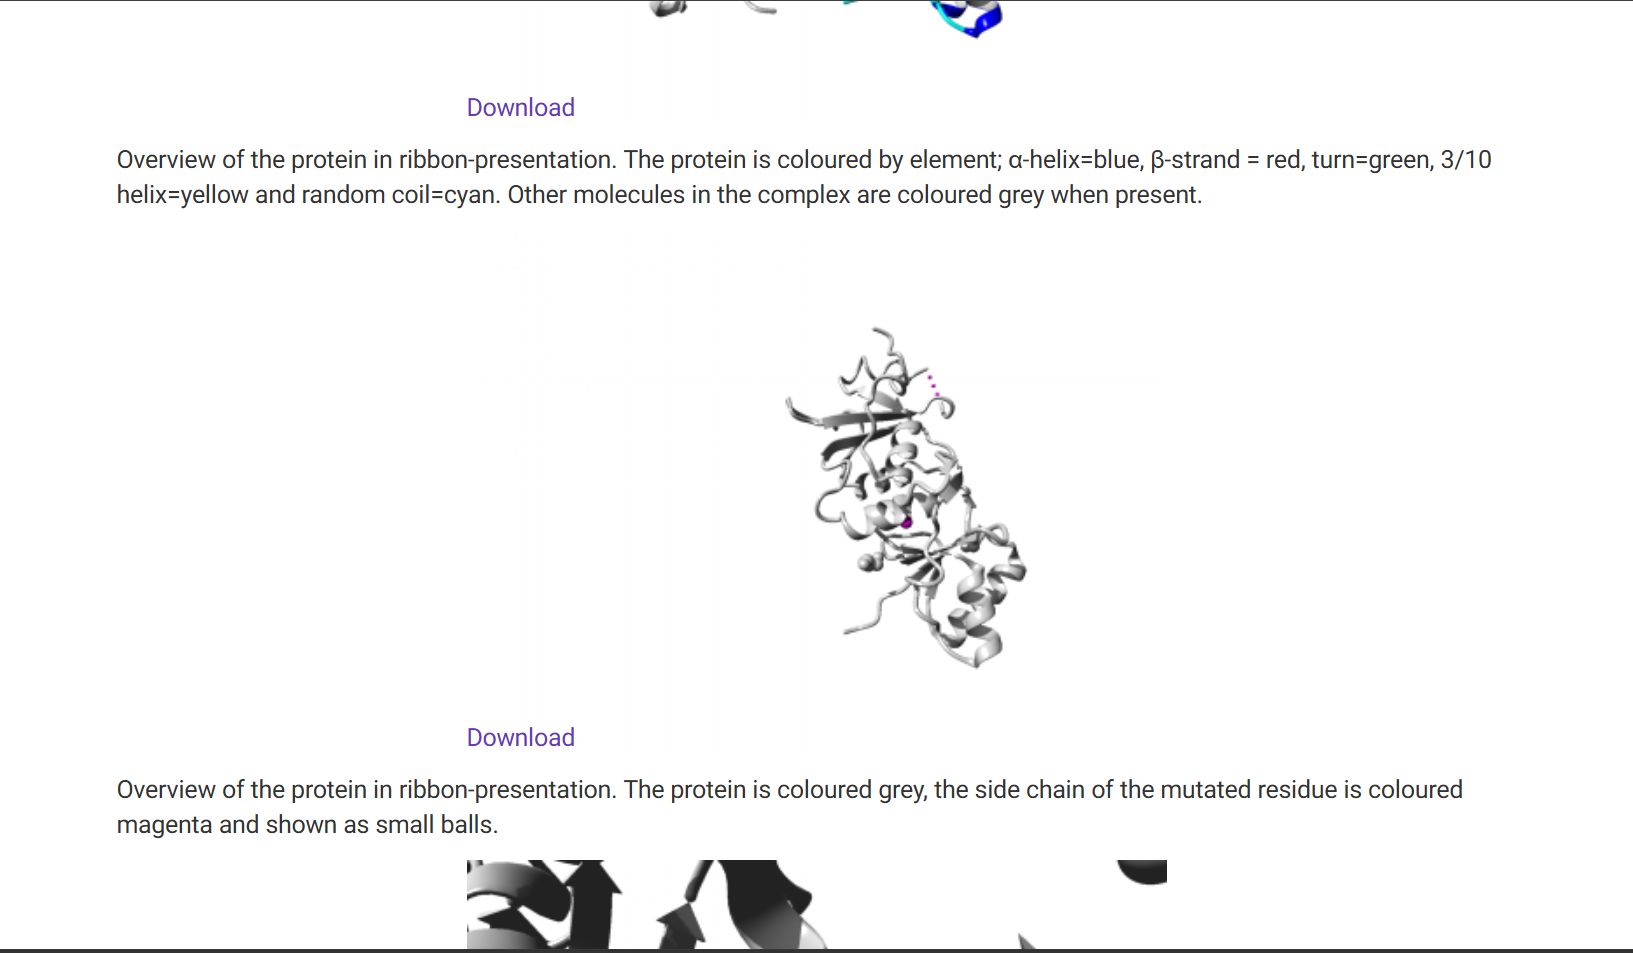 Download
Overview of the protein in ribbon-presentation. The protein is coloured by element; α-helix=blue, β-strand = red, turn=green, 3/10
helix=yellow and random coil=cyan. Other molecules in the complex are coloured grey when present.
Download
Overview of the protein in ribbon-presentation. The protein is coloured grey, the side chain of the mutated residue is coloured
magenta and shown as small balls.